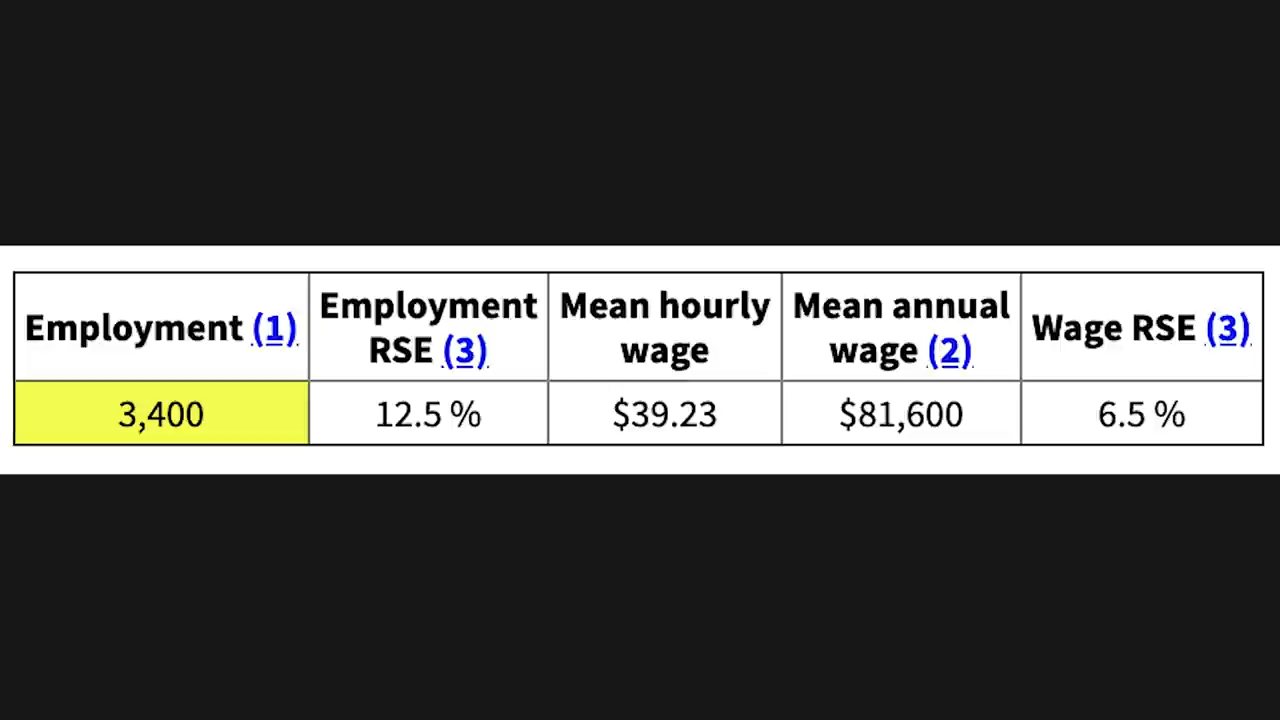 Employment (1)
Employment
RSE (3)
Mean hourly
wage
Mean annual
wage (2)
Wage RSE (3)
3,400
12.5 %
$39.23
$81,600
6.5 %